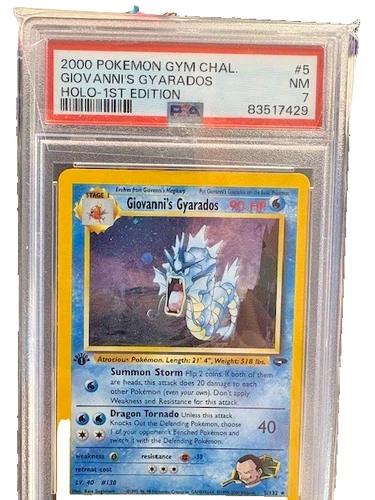 2000 POKEMON GYM CHAL. #5
GIOVANNI'S GYARADOS NM
HOLO-1ST EDITION 7
PSA 83517429
Evolves from Giovanni's Magikarp Put Giovanni's Gyarados on the Basic Pokémon
STAGE 1
Giovanni's Gyarados 90 HP
Atrocious Pokémon. Length: 21' 4", Weight: 518 lbs.
Summon Storm Flip 2 coins. If both of them
are heads, this attack does 20 damage to each
other Pokémon (even your own). Don't apply
Weakness and Resistance for this attack.
Dragon Tornado Unless this attack
Knocks Out the Defending Pokémon, choose
1 of your opponent's Benched Pokémon and
switch it with the Defending Pokémon.
40
weakness resistance -30
retreat cost
LV. 40 #130
5/132